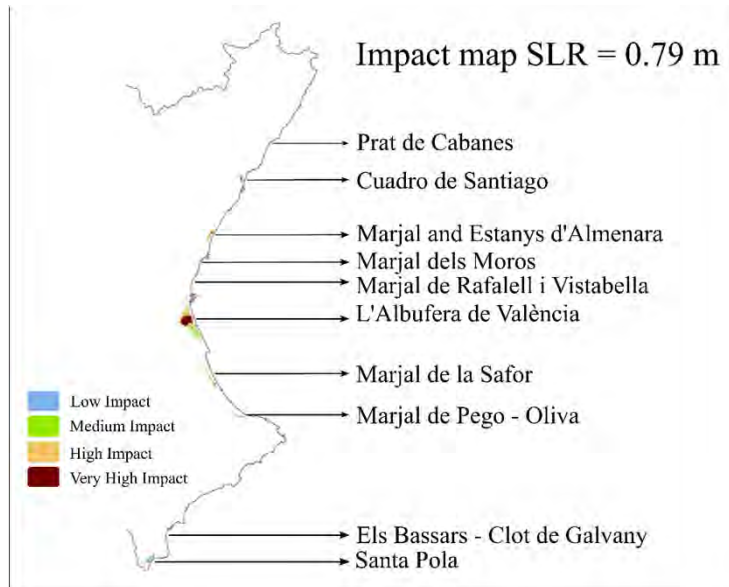 Impact map SLR = 0.79 m
Prat de Cabanes
Cuadro de Santiago
Marjal and Estanys d'Almenara
Marjal dels Moros
Marjal de Rafalell i Vistabella
L'Albufera de València
Marjal de la Safor
Marjal de Pego - Oliva
Els Bassars - Clot de Galvany
Santa Pola
Low Impact
Medium Impact
High Impact
Very High Impact